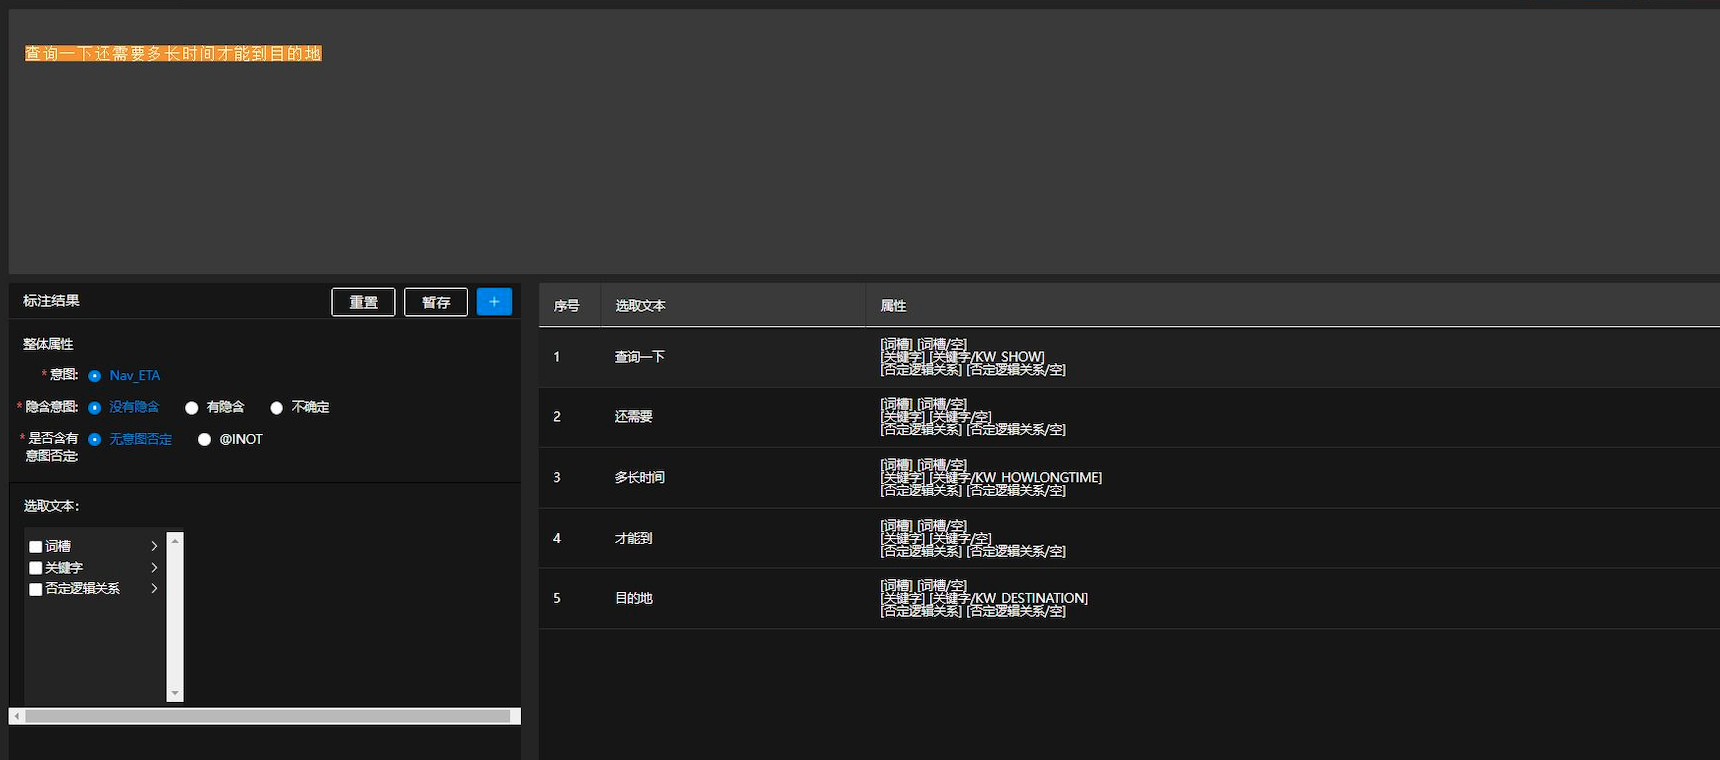 查询一下还需要多长时间才能到目的地
标注结果
重置
暂存
+
整体属性
* 意图: Nav_ETA
* 隐含意图: 没有隐含 有隐含 不确定
* 是否含有 无意图否定 @INOT
意图否定:
选取文本:
词槽
关键字
否定逻辑关系
序号 选取文本 属性
1 查询一下
[词槽] [词槽/空]
[关键字] [关键字/KW_SHOW]
[否定逻辑关系] [否定逻辑关系/空]
2 还需要
[词槽] [词槽/空]
[关键字] [关键字/空]
[否定逻辑关系] [否定逻辑关系/空]
3 多长时间
[词槽] [词槽/空]
[关键字] [关键字/KW_HOWLONGTIME]
[否定逻辑关系] [否定逻辑关系/空]
4 才能到
[词槽] [词槽/空]
[关键字] [关键字/空]
[否定逻辑关系] [否定逻辑关系/空]
5 目的地
[词槽] [词槽/空]
[关键字] [关键字/KW_DESTINATION]
[否定逻辑关系] [否定逻辑关系/空]